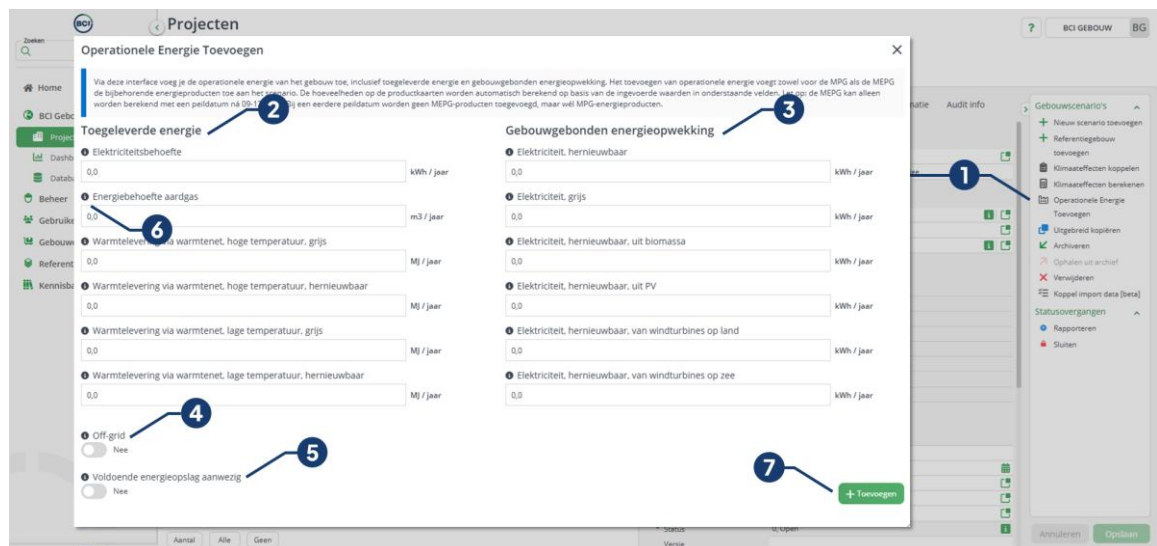 BCI
Projecten
?
BCI GEBOUW
BG
Zoeken
Home
BCI Gebo
Projec
Dashb
Datab
Beheer
Gebruike
Gebouwe
Referent
Kennisba
Operationele Energie Toevoegen
Via deze interface voeg je de operationele energie van het gebouw toe, inclusief toegeleverde energie en gebouwgebonden energieopwekking. Het toevoegen van operationele energie voegt zowel voor de MPG als de MEPG
de bijbehorende energieproducten toe aan het scenario. De hoeveelheden op de productkaarten worden automatisch berekend op basis van de ingevoerde waarden in onderstaande velden. Let op: de MEPG kan alleen
worden berekend met een peildatum ná 09-1 Bij een eerdere peildatum worden geen MEPG-producten toegevoegd, maar wél MPG-energieproducten.
2
3
Toegeleverde energie
Elektriciteitsbehoefte
0,0
kWh / jaar
Energiebehoefte aardgas
0,0
m3 / jaar
6
Warmtelevering via warmtenet, hoge temperatuur, grijs
0,0
MJ / jaar
Warmtelevering via warmtenet, hoge temperatuur, hernieuwbaar
0,0
MJ / jaar
Warmtelevering via warmtenet, lage temperatuur, grijs
0,0
MJ / jaar
Warmtelevering via warmtenet, lage temperatuur, hernieuwbaar
0,0
MJ / jaar
4
Off-grid
Nee
5
Voldoende energieopslag aanwezig
Nee
Gebouwgebonden energieopwekking
Elektriciteit, hernieuwbaar
0,0
kWh / jaar
Elektriciteit, grijs
0,0
kWh / jaar
Elektriciteit, hernieuwbaar, uit biomassa
0,0
kWh / jaar
Elektriciteit, hernieuwbaar, uit PV
0,0
kWh / jaar
Elektriciteit, hernieuwbaar, van windturbines op land
0,0
kWh / jaar
Elektriciteit, hernieuwbaar, van windturbines op zee
0,0
kWh / jaar
7
+ Toevoegen
matie
Audit info
1
Gebouwscenario's
Nieuw scenario toevoegen
Referentiegebouw
toevoegen
Klimaateffecten koppelen
Klimaateffecten berekenen
Operationele Energie
Toevoegen
Uitgebreid kopiëren
Archiveren
Ophalen uit archief
Verwijderen
Koppel import data [beta]
Statusovergangen
Rapporteren
Sluiten
Aantal
Alle
Geen
Status
0, Open
Versie
Annuleren
Opslaan